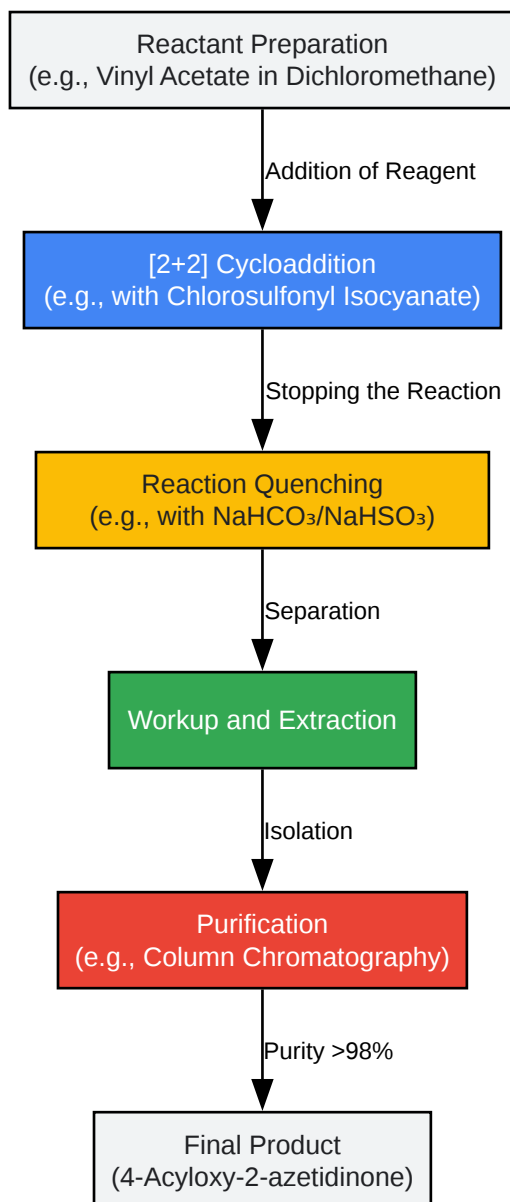 Reactant Preparation
(e.g., Vinyl Acetate in Dichloromethane)
Addition of Reagent
[2+2] Cycloaddition
(e.g., with Chlorosulfonyl Isocyanate)
Stopping the Reaction
Reaction Quenching
(e.g., with NaHCO₃/NaHSO₃)
Separation
Workup and Extraction
Isolation
Purification
(e.g., Column Chromatography)
Purity >98%
Final Product
(4-Acyloxy-2-azetidinone)